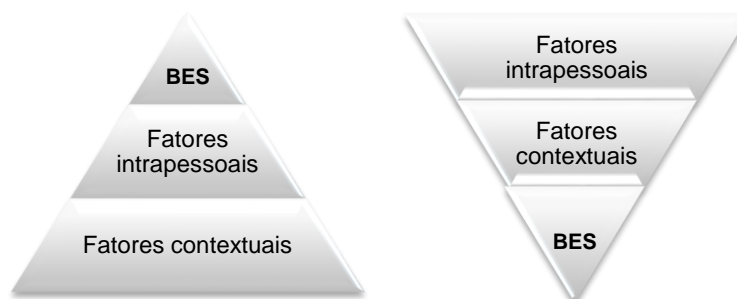 BES
Fatores
intrapessoais
Fatores contextuais
Fatores
intrapessoais
Fatores
contextuais
BES